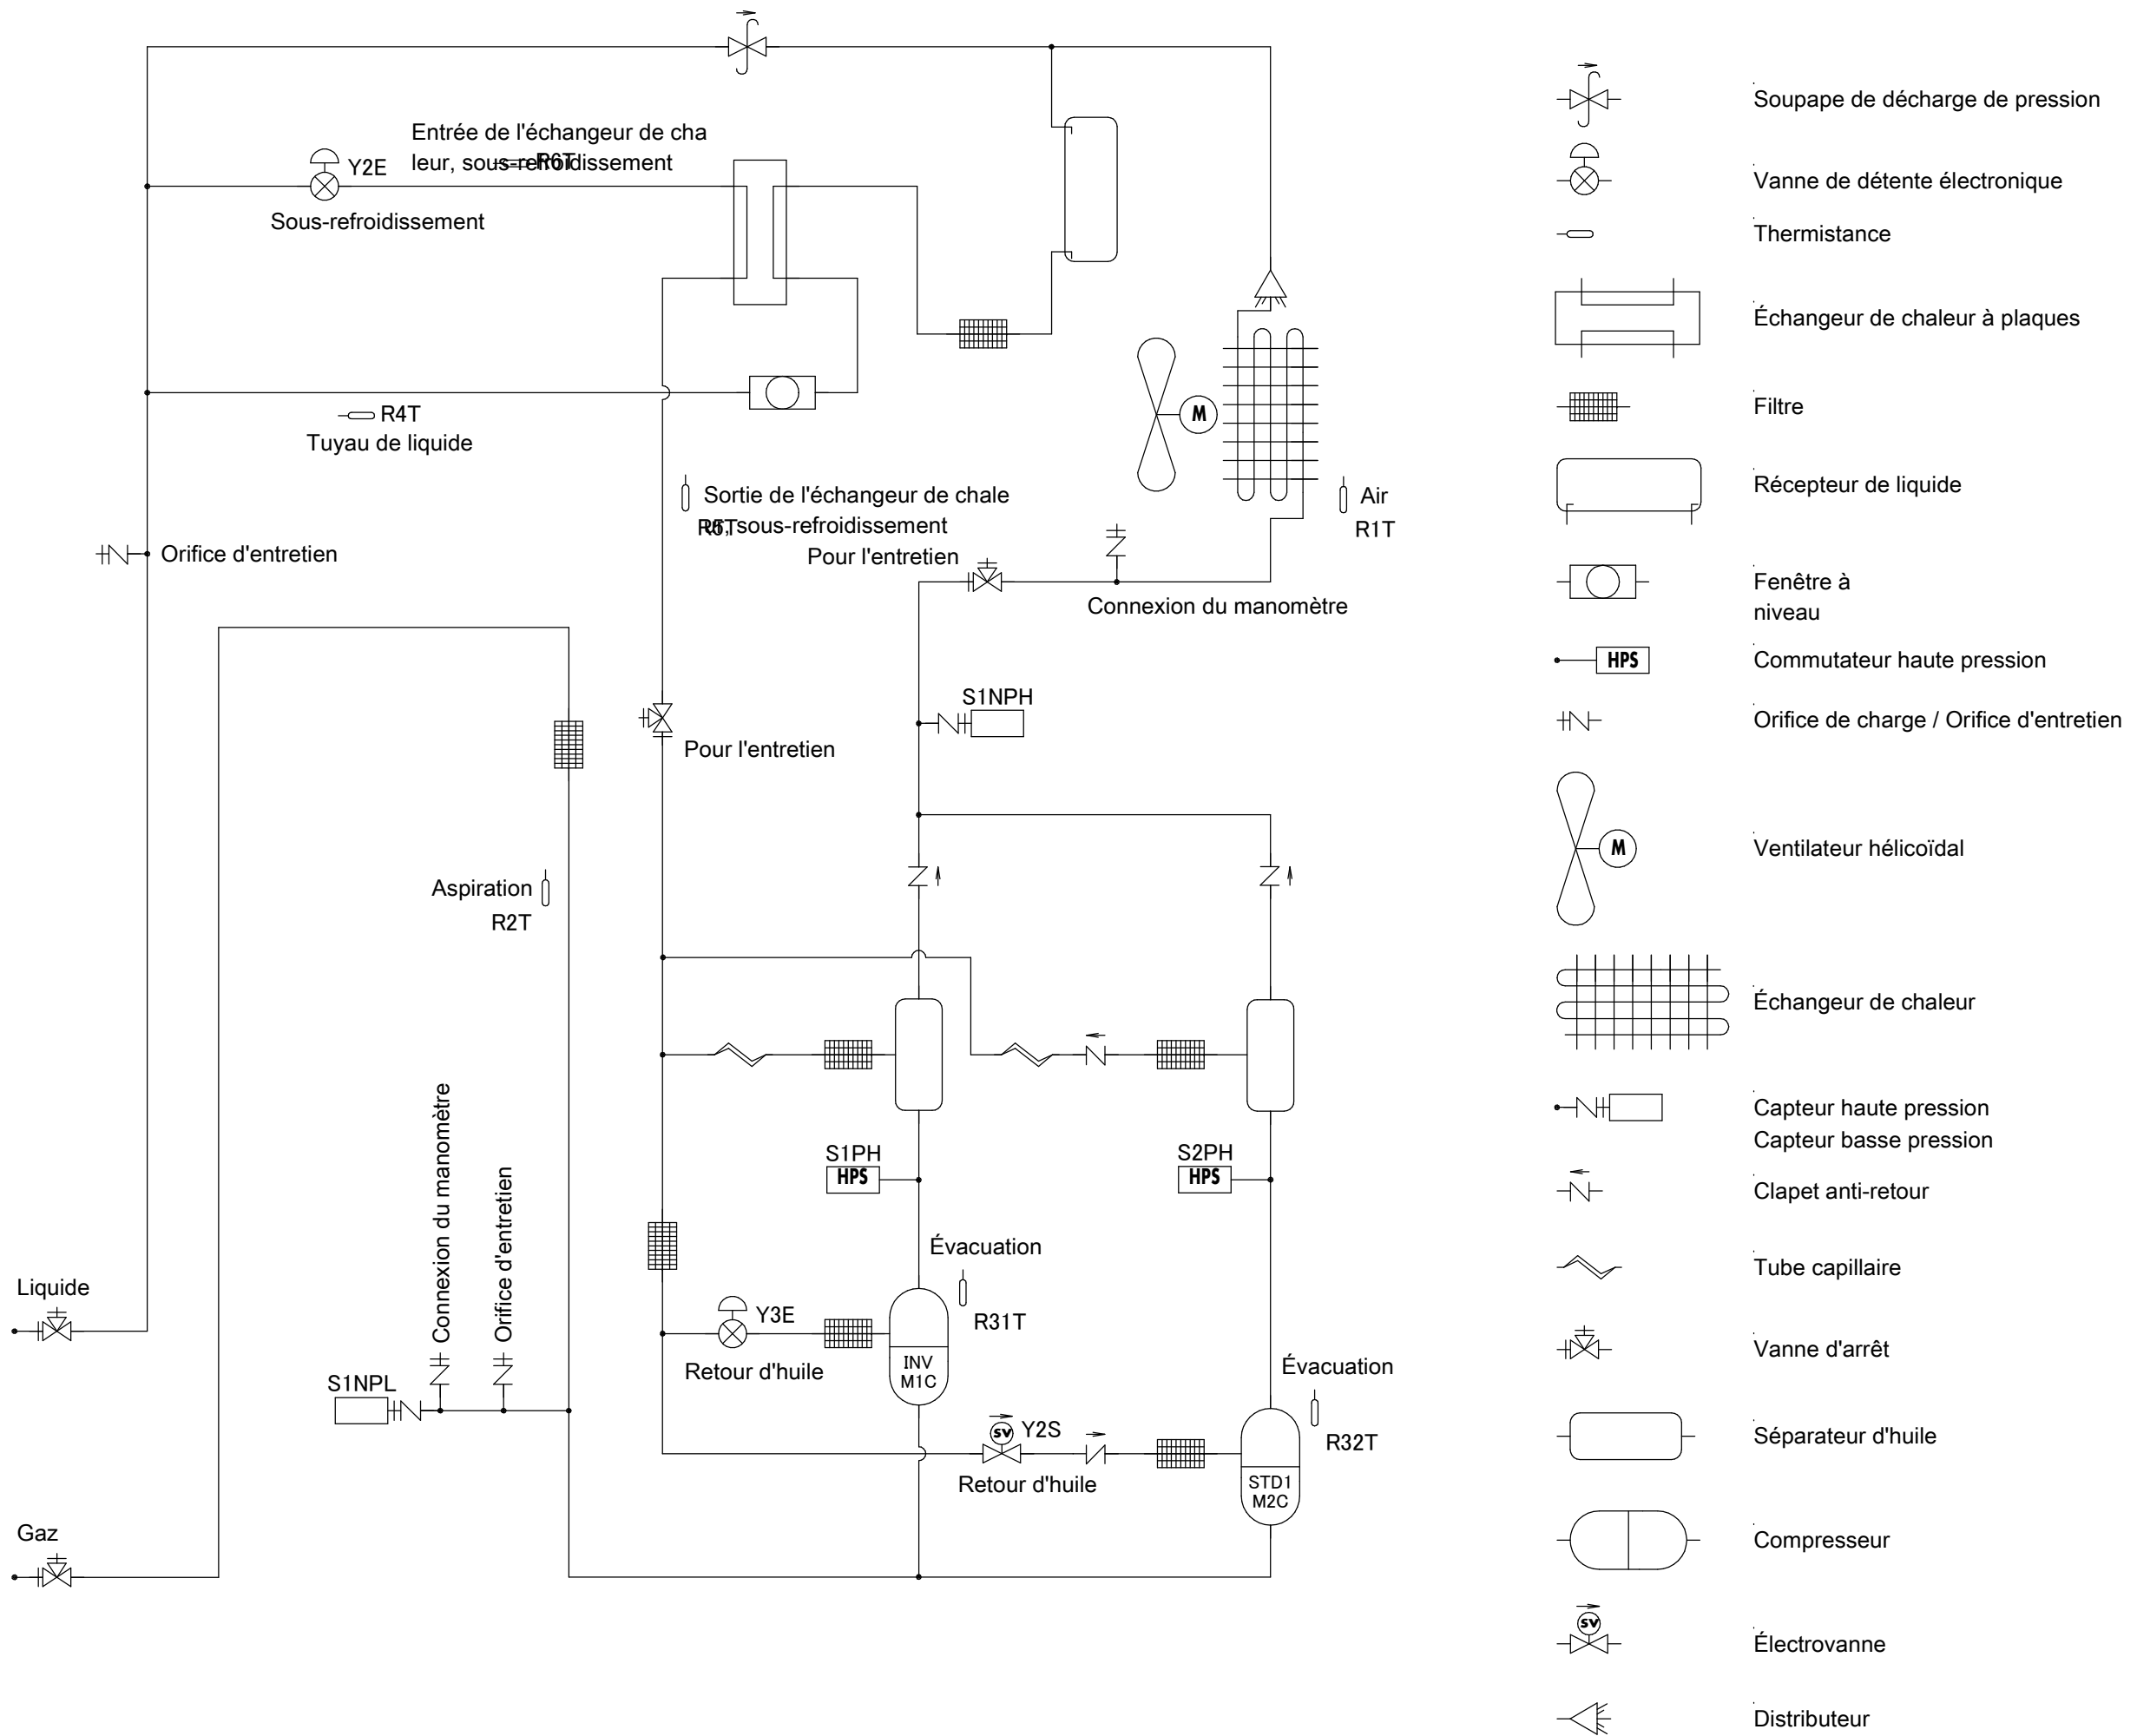 Entrée de l'échangeur de cha
leur, sous-refroidissement
R6T
Y2E
Sous-refroidissement
R4T
Tuyau de liquide
M
Sortie de l'échangeur de chale
ur, sous-refroidissement
Air
R1T
Pour l'entretien
Orifice d'entretien
Connexion du manomètre
S1NPH
Pour l'entretien
Aspiration
R2T
Connexion du manomètre
Orifice d'entretien
S1PH
HPS
S2PH
HPS
Évacuation
R31T
Liquide
Y3E
Retour d'huile
INV
M1C
S1NPL
Évacuation
R32T
SV
Y2S
Retour d'huile
STD1
M2C
Gaz
Soupape de décharge de pression
Vanne de détente électronique
Thermistance
Échangeur de chaleur à plaques
Filtre
Récepteur de liquide
Fenêtre à
niveau
HPS
Commutateur haute pression
Orifice de charge / Orifice d'entretien
M
Ventilateur hélicoïdal
Échangeur de chaleur
Capteur haute pression
Capteur basse pression
Clapet anti-retour
Tube capillaire
Vanne d'arrêt
Séparateur d'huile
Compresseur
SV
Électrovanne
Distributeur